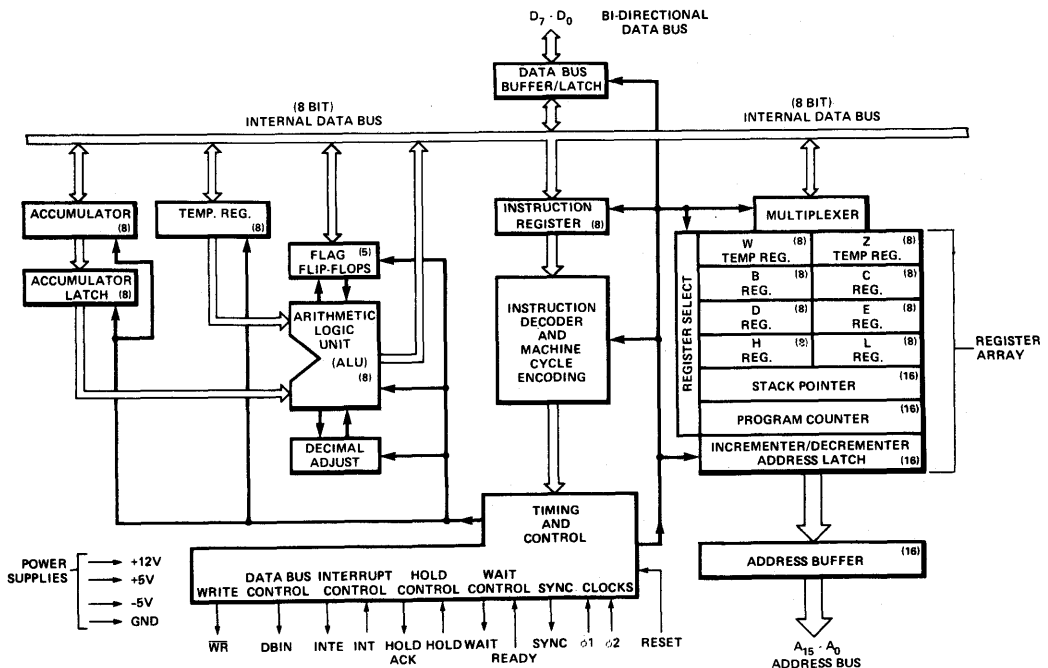 D7 - D0
BI-DIRECTIONAL
DATA BUS
DATA BUS
BUFFER/LATCH
(8 BIT)
INTERNAL DATA BUS
(8 BIT)
INTERNAL DATA BUS
ACCUMULATOR
(8)
TEMP. REG.
(8)
INSTRUCTION
REGISTER (8)
MULTIPLEXER
ACCUMULATOR
LATCH (8)
(5)
FLAG
FLIP-FLOPS
ARITHMETIC
LOGIC
UNIT
(ALU)
(8)
DECIMAL
ADJUST
INSTRUCTION
DECODER
AND
MACHINE
CYCLE
ENCODING
REGISTER SELECT
W (8)
TEMP REG.
Z (8)
TEMP REG.
B (8)
REG.
C (8)
REG.
D (8)
REG.
E (8)
REG.
H (8)
REG.
L (8)
REG.
(16)
STACK POINTER
(16)
PROGRAM COUNTER
INCREMENTER/DECREMENTER
ADDRESS LATCH (16)
REGISTER
ARRAY
TIMING
AND
CONTROL
WRITE
DATA BUS
CONTROL
INTERRUPT
CONTROL
HOLD
CONTROL
WAIT
CONTROL
SYNC
CLOCKS
POWER
SUPPLIES
+12V
+5V
-5V
GND
W̅R̅
DBIN
INTE
INT
HOLD
ACK
HOLD
WAIT
READY
SYNC
ϕ1
ϕ2
RESET
ADDRESS BUFFER (16)
A15 - A0
ADDRESS BUS